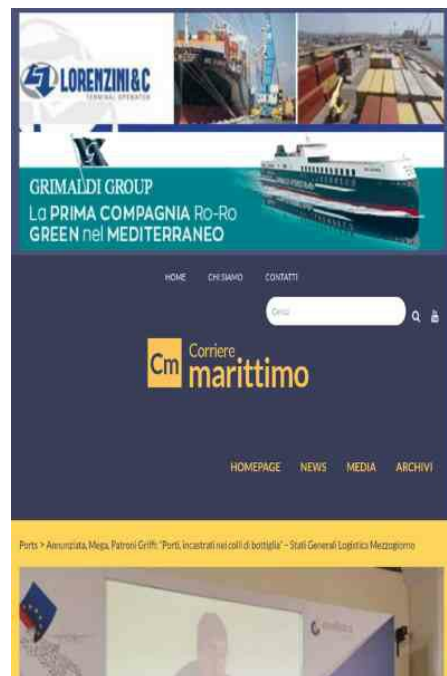 LORENZINI & C
TERMINAL OPERATOR
GRIMALDI GROUP
La PRIMA COMPAGNIA Ro-Ro
GREEN nel MEDITERRANEO
HOME CHI SIAMO CONTATTI
Cerca
Cm Corriere
marittimo
HOMEPAGE NEWS MEDIA ARCHIVI
Ports > Annunziata, Mega, Patroni Griffi: "Porti, incastrati nei colli di bottiglia" – Stati Generali Logistica Mezzogiorno